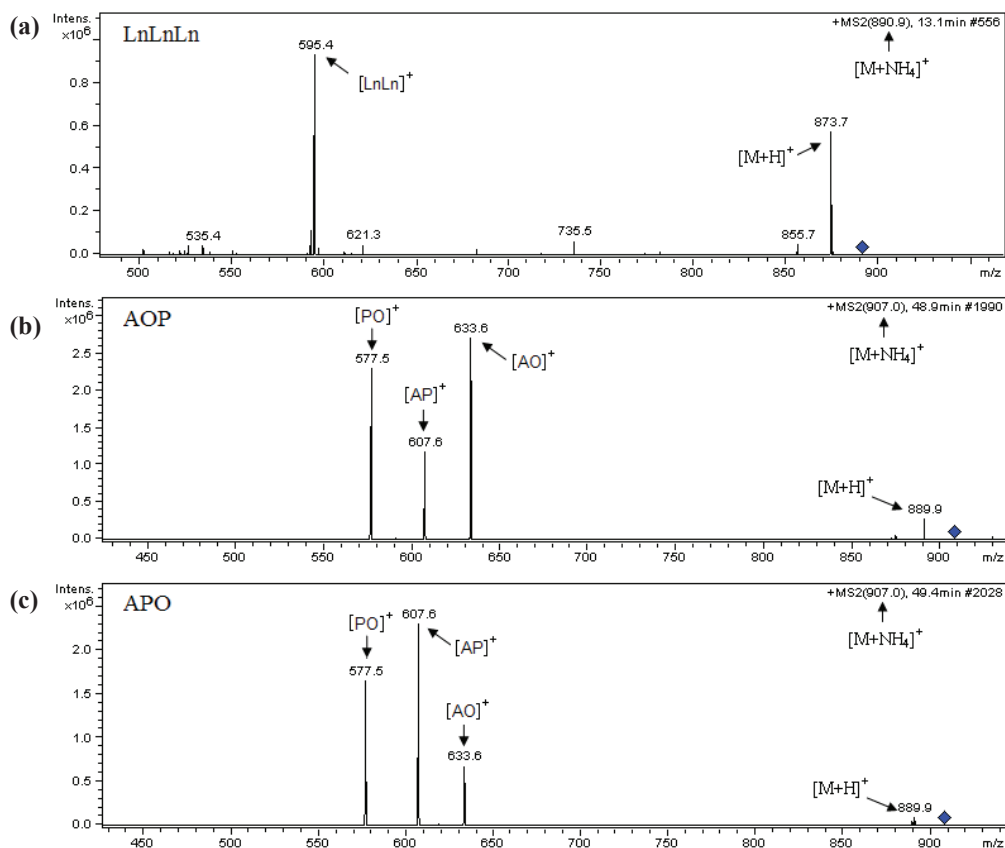 (a)
Intens.
×10⁶
LnLnLn
+MS2(890.9), 13.1min #556
[M+NH₄]⁺
595.4
[LnLn]⁺
873.7
[M+H]⁺
535.4
621.3
735.5
855.7
0.8
0.6
0.4
0.2
0.0
500 550 600 650 700 750 800 850 900 m/z
(b)
Intens.
×10⁶
AOP
+MS2(907.0), 48.9min #1990
[M+NH₄]⁺
[PO]⁺
577.5
[AP]⁺
607.6
633.6
[AO]⁺
[M+H]⁺
889.9
2.5
2.0
1.5
1.0
0.5
0.0
450 500 550 600 650 700 750 800 850 900 m/z
(c)
Intens.
×10⁶
APO
+MS2(907.0), 49.4min #2028
[M+NH₄]⁺
[PO]⁺
577.5
607.6
[AP]⁺
[AO]⁺
633.6
[M+H]⁺
889.9
2.0
1.5
1.0
0.5
0.0
450 500 550 600 650 700 750 800 850 900 m/z